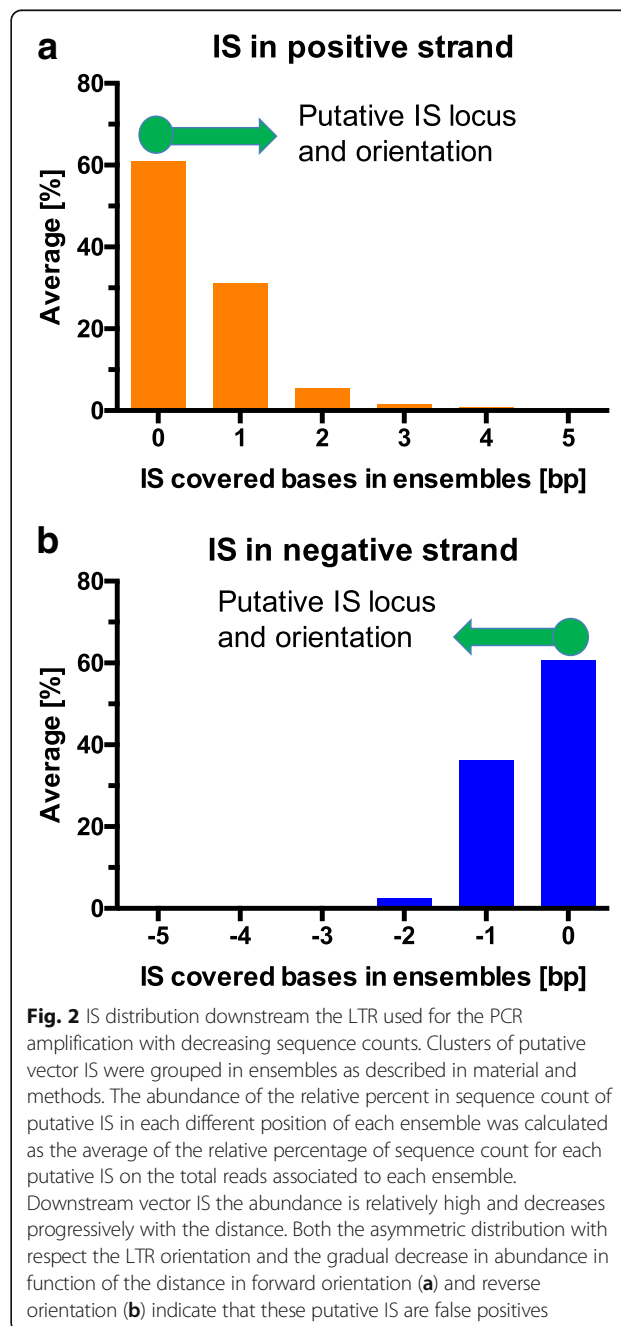 a
IS in positive strand
80
60
40
20
0
Average [%]
Putative IS locus
and orientation
0 1 2 3 4 5
IS covered bases in ensembles [bp]
b
IS in negative strand
80
60
40
20
0
Average [%]
Putative IS locus
and orientation
-5 -4 -3 -2 -1 0
IS covered bases in ensembles [bp]
Fig. 2 IS distribution downstream the LTR used for the PCR
amplification with decreasing sequence counts. Clusters of putative
vector IS were grouped in ensembles as described in material and
methods. The abundance of the relative percent in sequence count of
putative IS in each different position of each ensemble was calculated
as the average of the relative percentage of sequence count for each
putative IS on the total reads associated to each ensemble.
Downstream vector IS the abundance is relatively high and decreases
progressively with the distance. Both the asymmetric distribution with
respect the LTR orientation and the gradual decrease in abundance in
function of the distance in forward orientation (a) and reverse
orientation (b) indicate that these putative IS are false positives